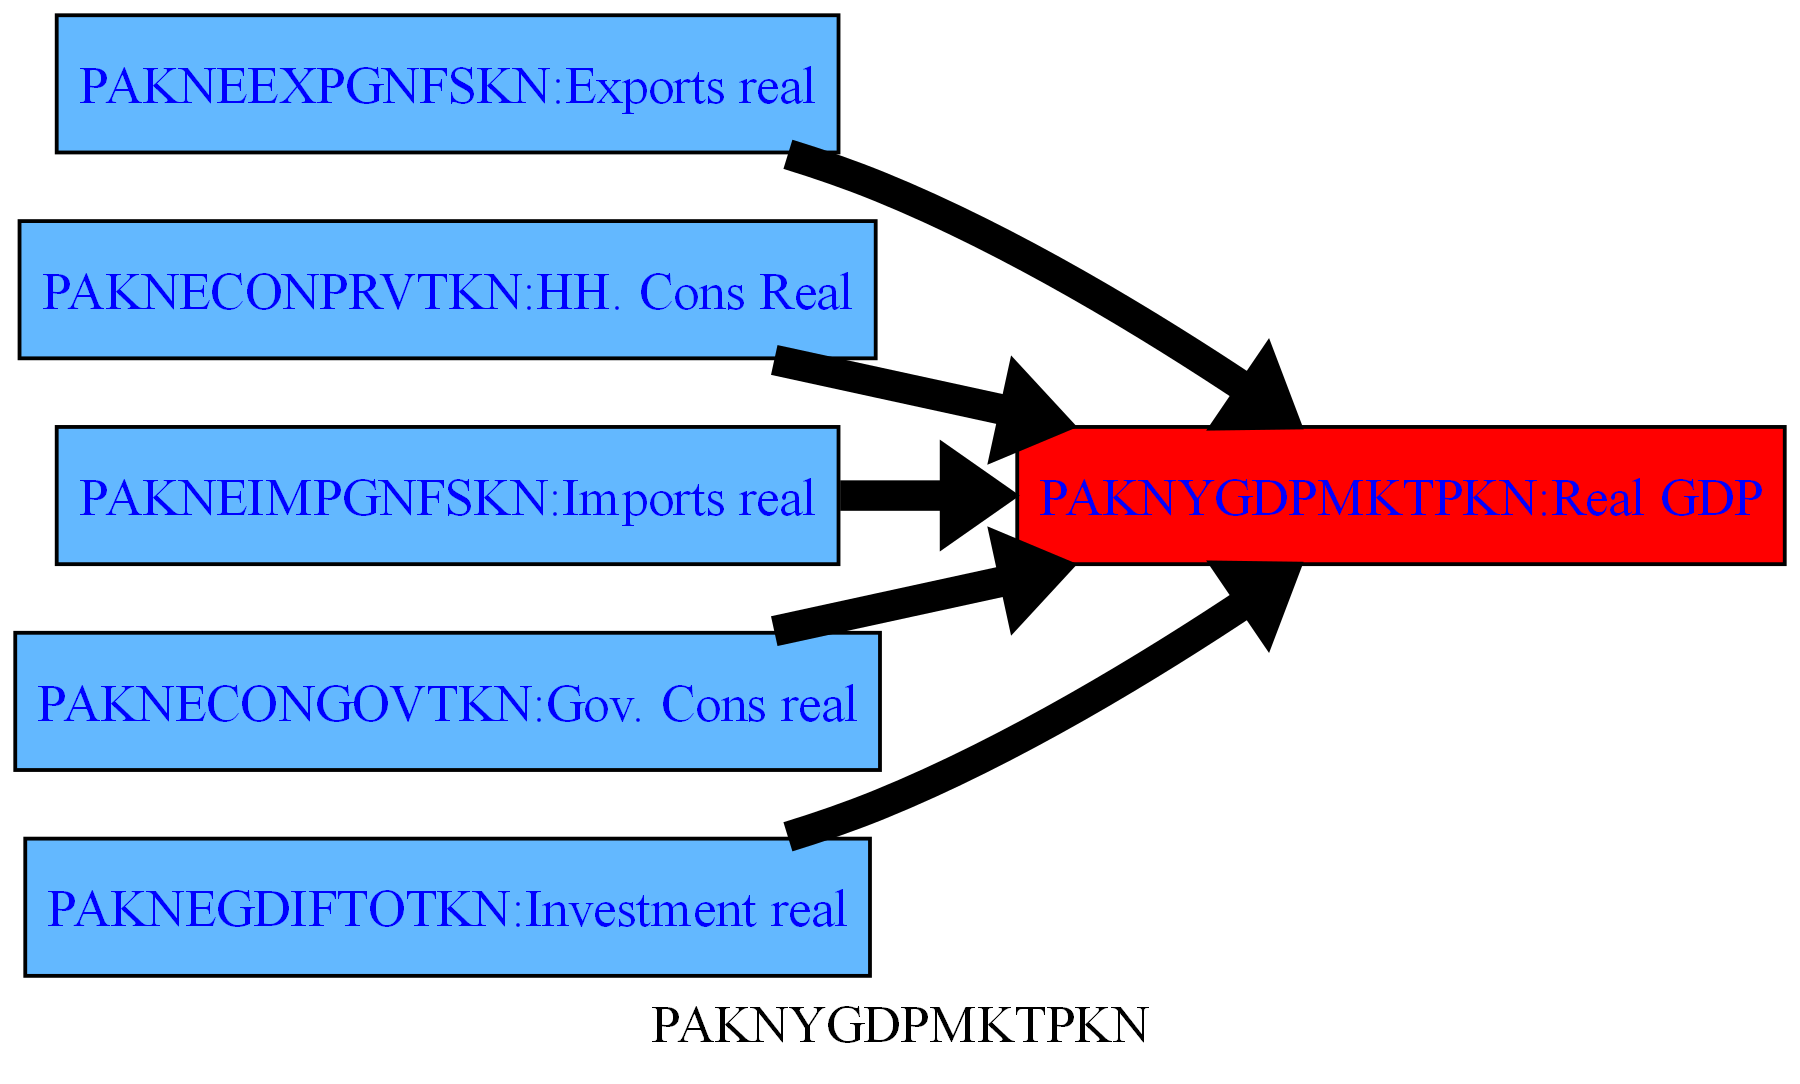 PAKNEEXPGNFSKN:Exports real
PAKNECONPRVTKN:HH. Cons Real
PAKNEIMPGNFSKN:Imports real
PAKNYGDPMKTPKN:Real GDP
PAKNECONGOVTKN:Gov. Cons real
PAKNEGDIFTOTKN:Investment real
PAKNYGDPMKTPKN